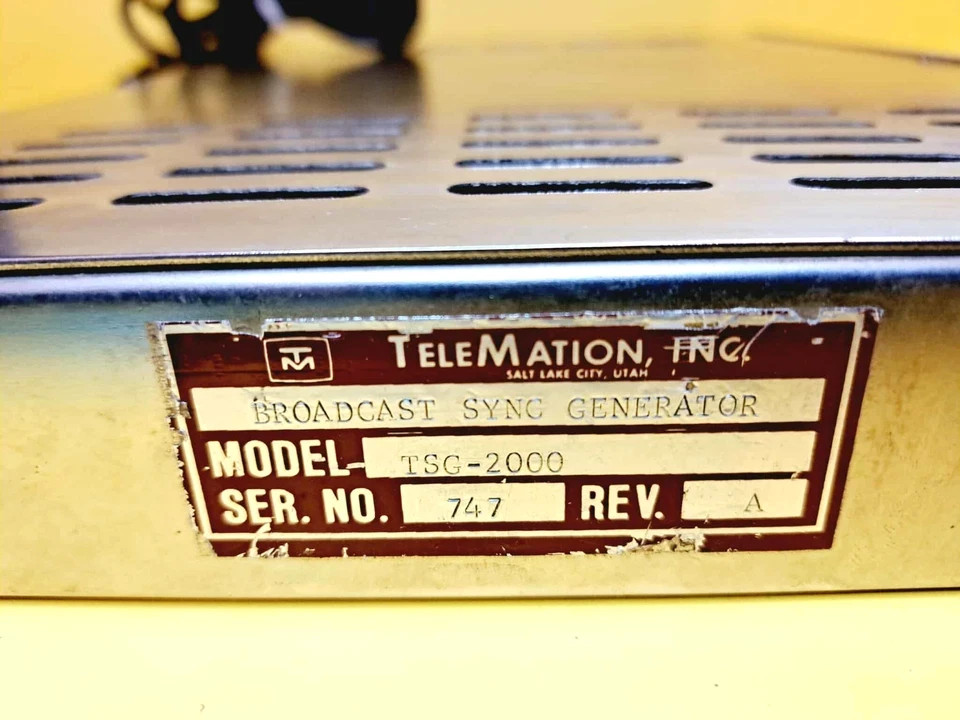 TM TELEMATION, INC.
SALT LAKE CITY, UTAH
BROADCAST SYNC GENERATOR
MODEL- TSG-2000
SER. NO. 747 REV. A